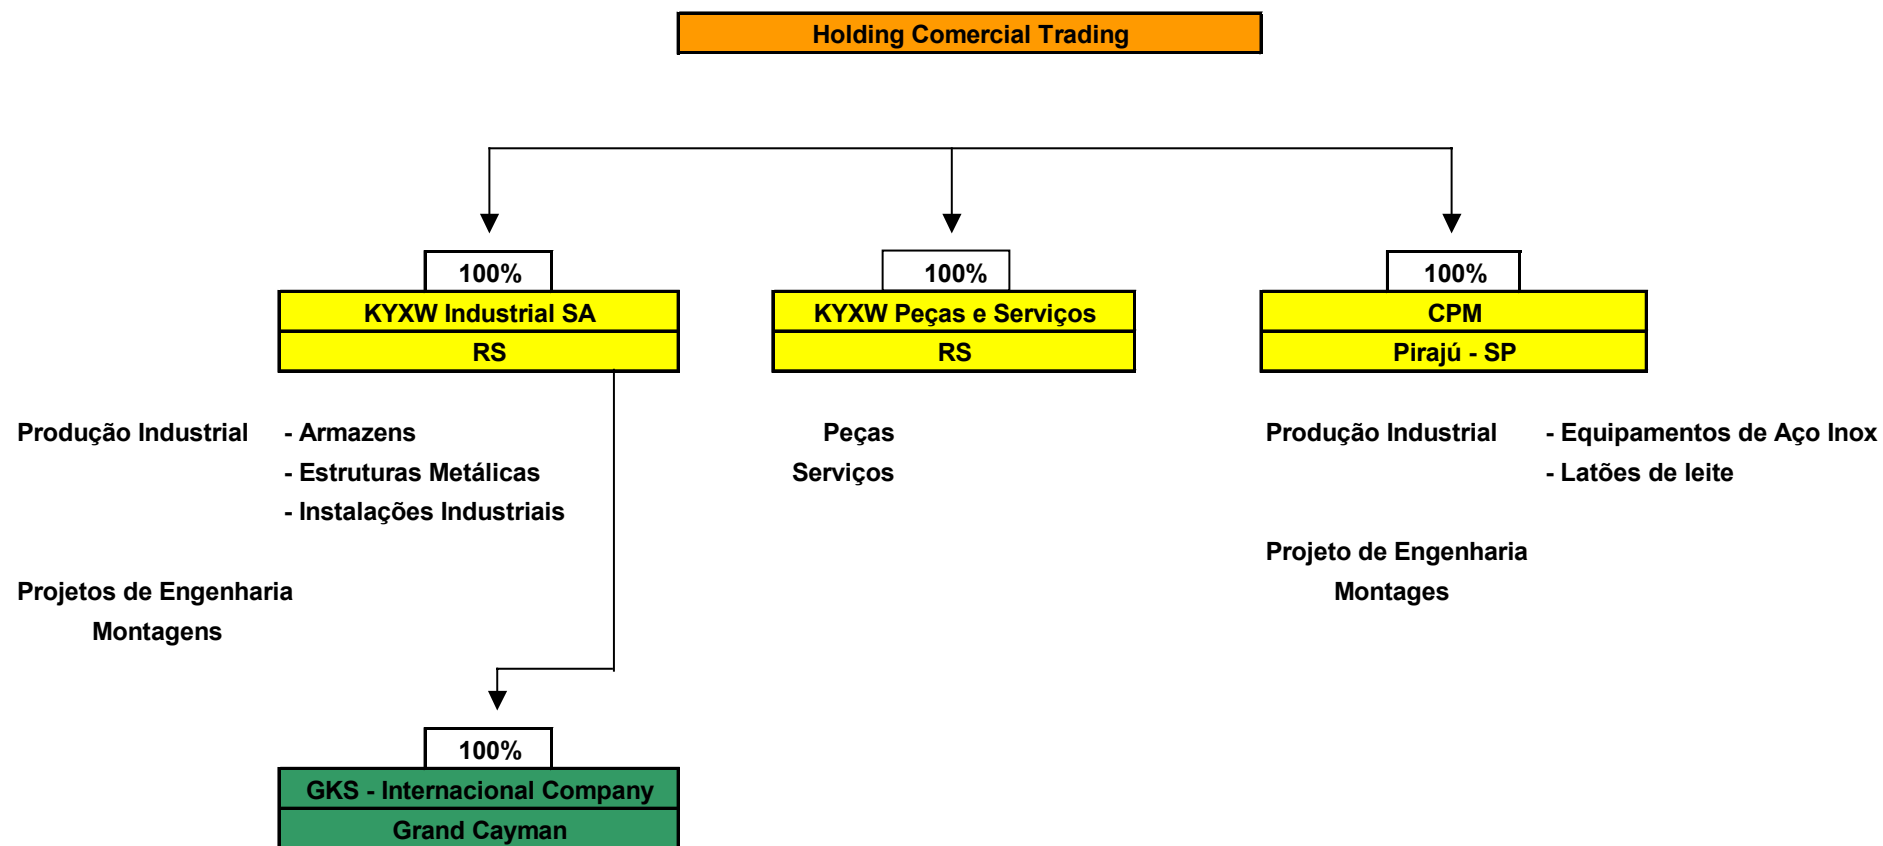 Holding Comercial Trading
100%
100%
100%
KYXW Industrial SA
KYXW Peças e Serviços
CPM
RS
RS
Pirajú - SP
Produção Industrial
- Armazens
Peças
Produção Industrial
- Equipamentos de Aço Inox
- Estruturas Metálicas
Serviços
- Latões de leite
- Instalações Industriais
Projeto de Engenharia
Projetos de Engenharia
Montages
Montagens
100%
GKS - Internacional Company
Grand Cayman